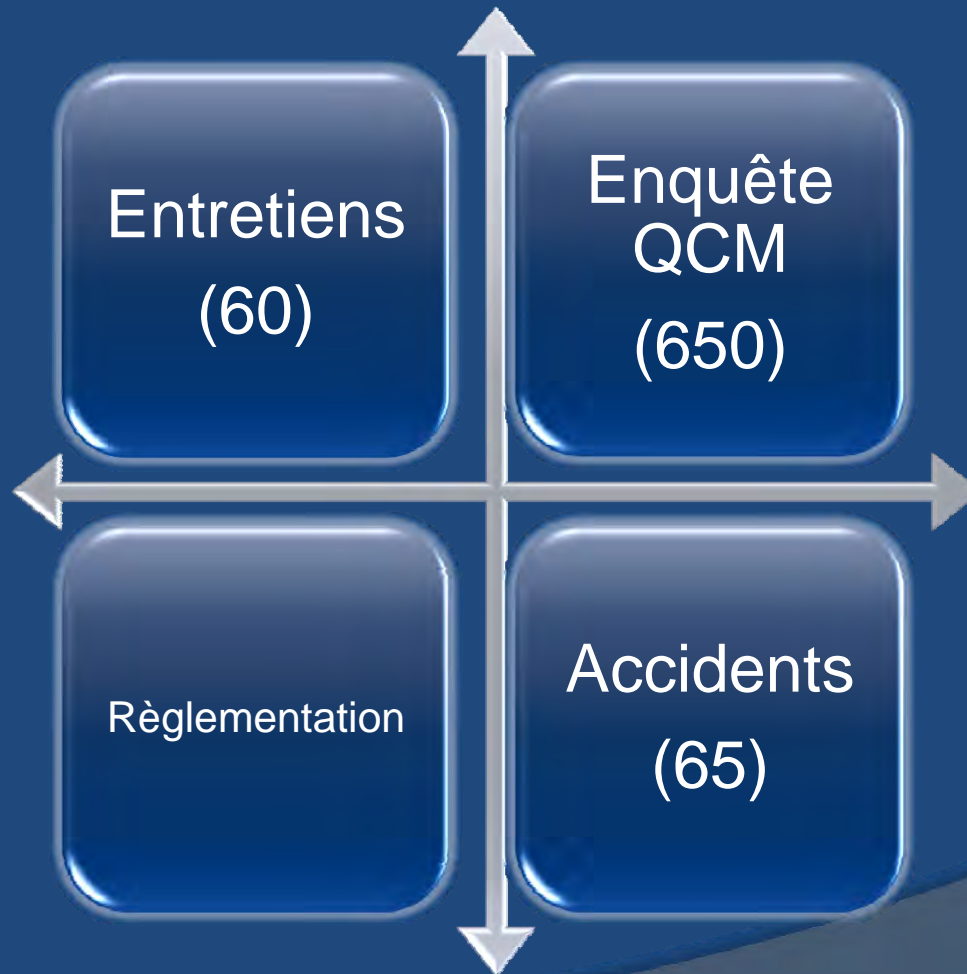 Entretiens
(60)
Enquête
QCM
(650)
Règlementation
Accidents
(65)